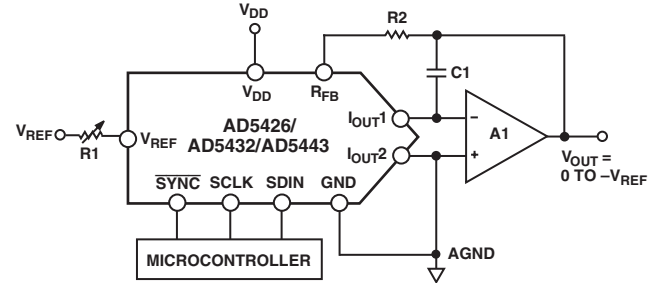 VDD
R2
C1
VDD
RFB
VREF
R1
VREF
AD5426/
AD5432/AD5443
IOUT1
IOUT2
–
+
A1
VOUT =
0 TO –VREF
SYNC
SCLK
SDIN
GND
MICROCONTROLLER
AGND